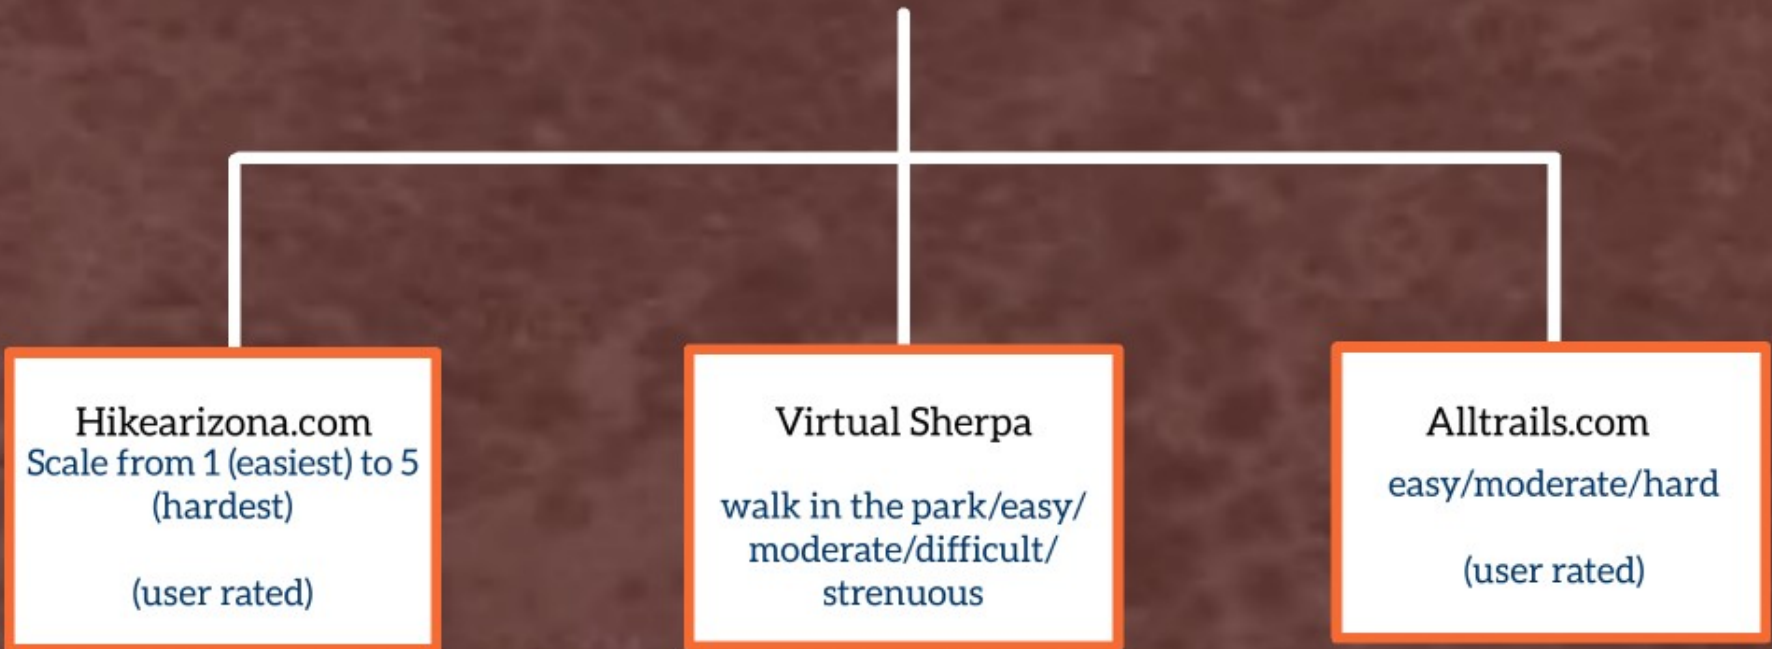 Hikearizona.com
Scale from 1 (easiest) to 5
(hardest)
(user rated)
Virtual Sherpa
walk in the park/easy/
moderate/difficult/
strenuous
Alltrails.com
easy/moderate/hard
(user rated)